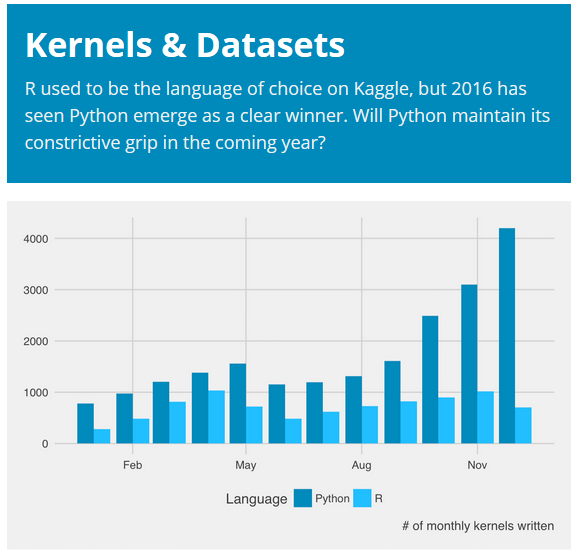 Kernels & Datasets
R used to be the language of choice on Kaggle, but 2016 has
seen Python emerge as a clear winner. Will Python maintain its
constrictive grip in the coming year?
4000
3000
2000
1000
0
Feb May Aug Nov
Language Python R
# of monthly kernels written